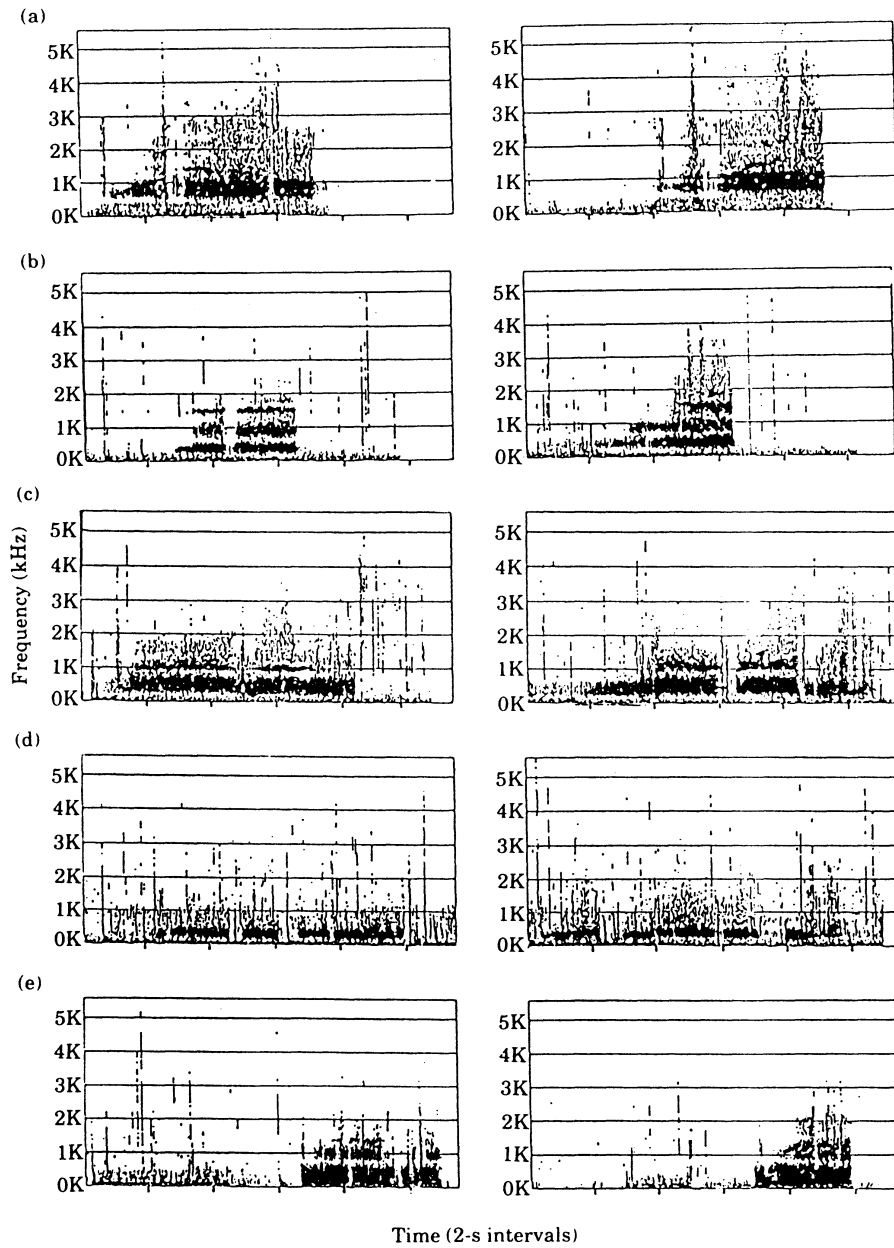 (a)
5K 5K
4K 4K
3K 3K
2K 2K
1K 1K
0K 0K
(b)
5K 5K
4K 4K
3K 3K
2K 2K
1K 1K
0K 0K
(c)
5K 5K
4K 4K
3K 3K
2K 2K
1K 1K
0K 0K
Frequency (kHz)
(d)
5K 5K
4K 4K
3K 3K
2K 2K
1K 1K
0K 0K
(e)
5K 5K
4K 4K
3K 3K
2K 2K
1K 1K
0K 0K
Time (2-s intervals)